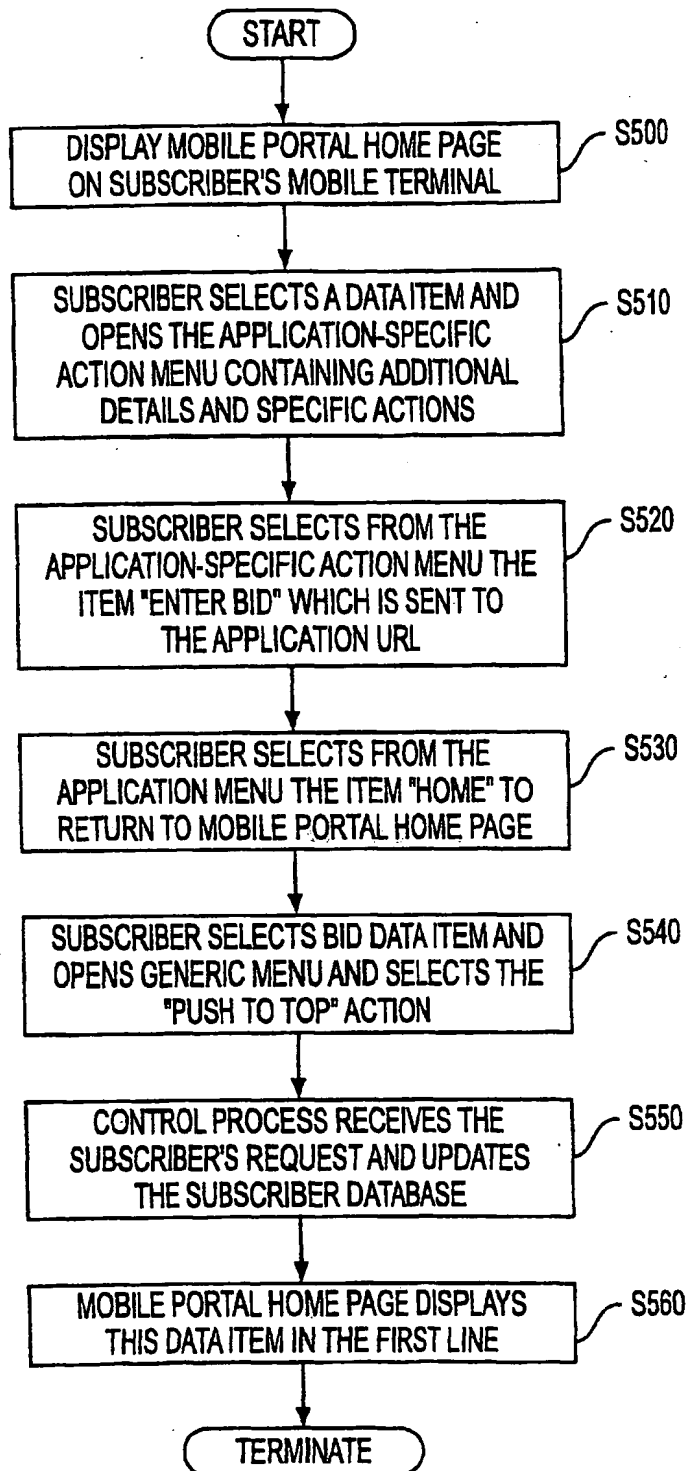 START
DISPLAY MOBILE PORTAL HOME PAGE
ON SUBSCRIBER'S MOBILE TERMINAL
S500
SUBSCRIBER SELECTS A DATA ITEM AND
OPENS THE APPLICATION-SPECIFIC
ACTION MENU CONTAINING ADDITIONAL
DETAILS AND SPECIFIC ACTIONS
S510
SUBSCRIBER SELECTS FROM THE
APPLICATION-SPECIFIC ACTION MENU THE
ITEM "ENTER BID" WHICH IS SENT TO
THE APPLICATION URL
S520
SUBSCRIBER SELECTS FROM THE
APPLICATION MENU THE ITEM "HOME" TO
RETURN TO MOBILE PORTAL HOME PAGE
S530
SUBSCRIBER SELECTS BID DATA ITEM AND
OPENS GENERIC MENU AND SELECTS THE
"PUSH TO TOP" ACTION
S540
CONTROL PROCESS RECEIVES THE
SUBSCRIBER'S REQUEST AND UPDATES
THE SUBSCRIBER DATABASE
S550
MOBILE PORTAL HOME PAGE DISPLAYS
THIS DATA ITEM IN THE FIRST LINE
S560
TERMINATE